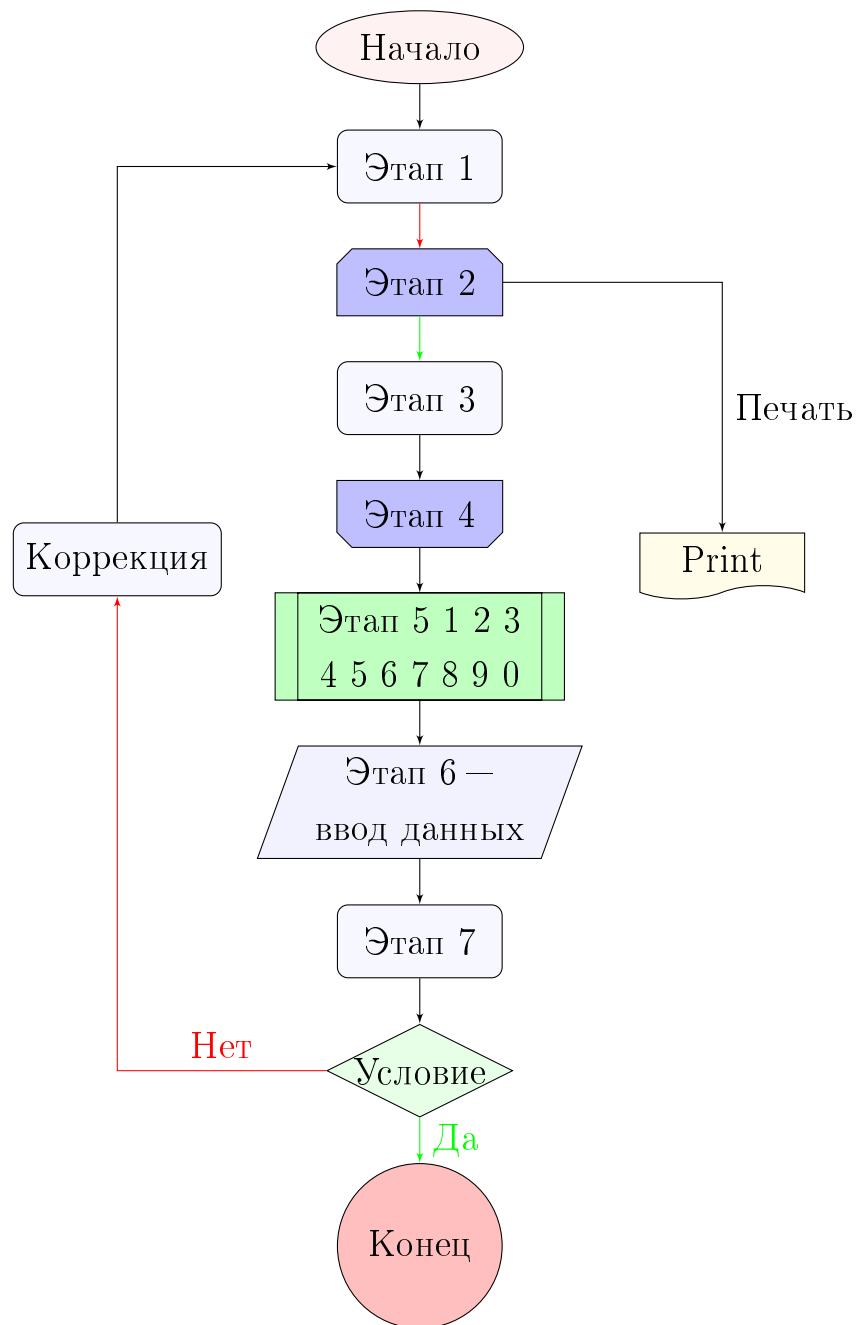 Начало
Этап 1
Этап 2
Этап 3
Печать
Этап 4
Коррекция
Print
Этап 5 1 2 3
4 5 6 7 8 9 0
Этап 6 —
ввод данных
Этап 7
Нет
Условие
Да
Конец